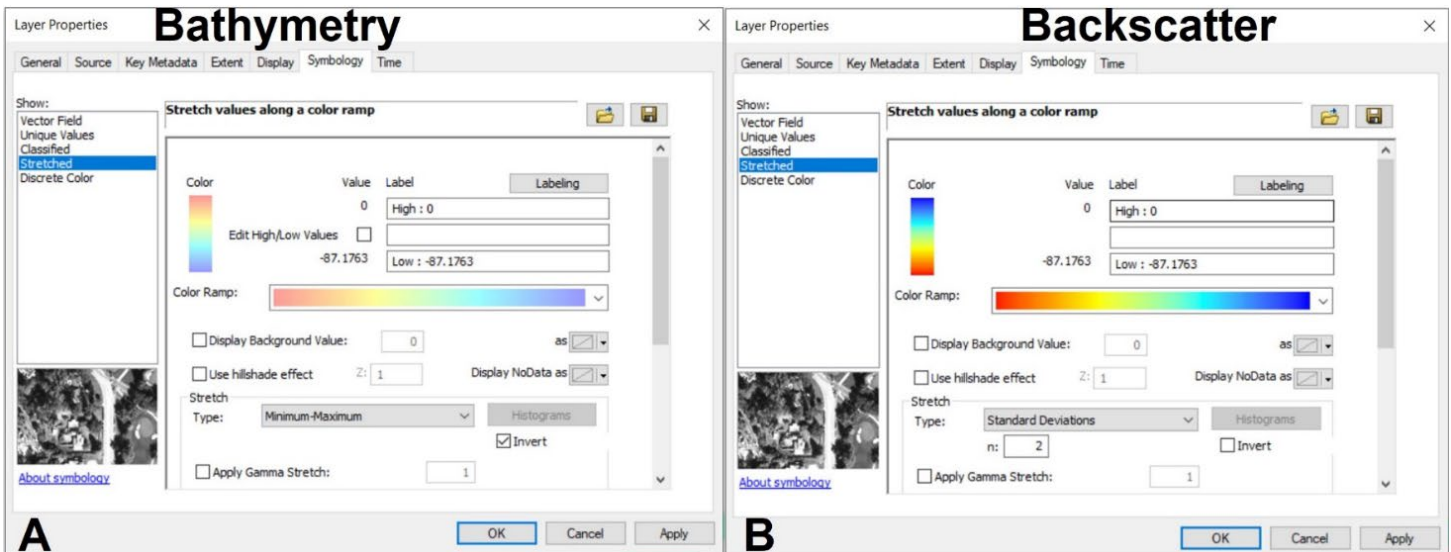 Bathymetry
Layer Properties
General Source Key Metadata Extent Display Symbology Time
Show:
Vector Field
Unique Values
Classified
Stretched
Discrete Color
About symbology
Stretch values along a color ramp
Color Value Label Labeling
0 High : 0
Edit High/Low Values
-87.1763 Low : -87.1763
Color Ramp:
Display Background Value: 0 as
Use hillshade effect Z: 1 Display NoData as
Stretch
Type: Minimum-Maximum Histograms
Invert
Apply Gamma Stretch: 1
OK Cancel Apply
A
Backscatter
Layer Properties
General Source Key Metadata Extent Display Symbology Time
Show:
Vector Field
Unique Values
Classified
Stretched
Discrete Color
About symbology
Stretch values along a color ramp
Color Value Label Labeling
0 High : 0
-87.1763 Low : -87.1763
Color Ramp:
Display Background Value: 0 as
Use hillshade effect Z: 1 Display NoData as
Stretch
Type: Standard Deviations Histograms
n: 2 Invert
Apply Gamma Stretch: 1
OK Cancel Apply
B